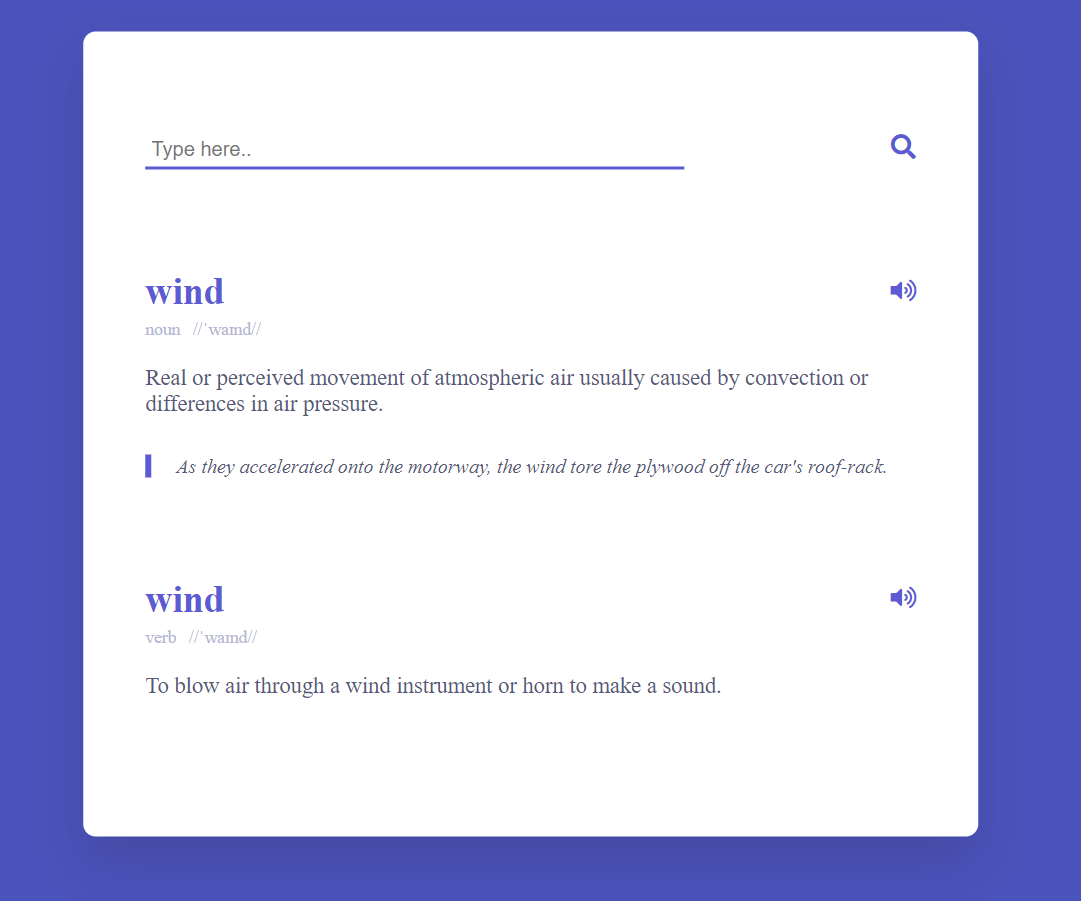 Type here..
wind
noun //ˈwaɪnd//
Real or perceived movement of atmospheric air usually caused by convection or
differences in air pressure.
As they accelerated onto the motorway, the wind tore the plywood off the car's roof-rack.
wind
verb //ˈwaɪnd//
To blow air through a wind instrument or horn to make a sound.